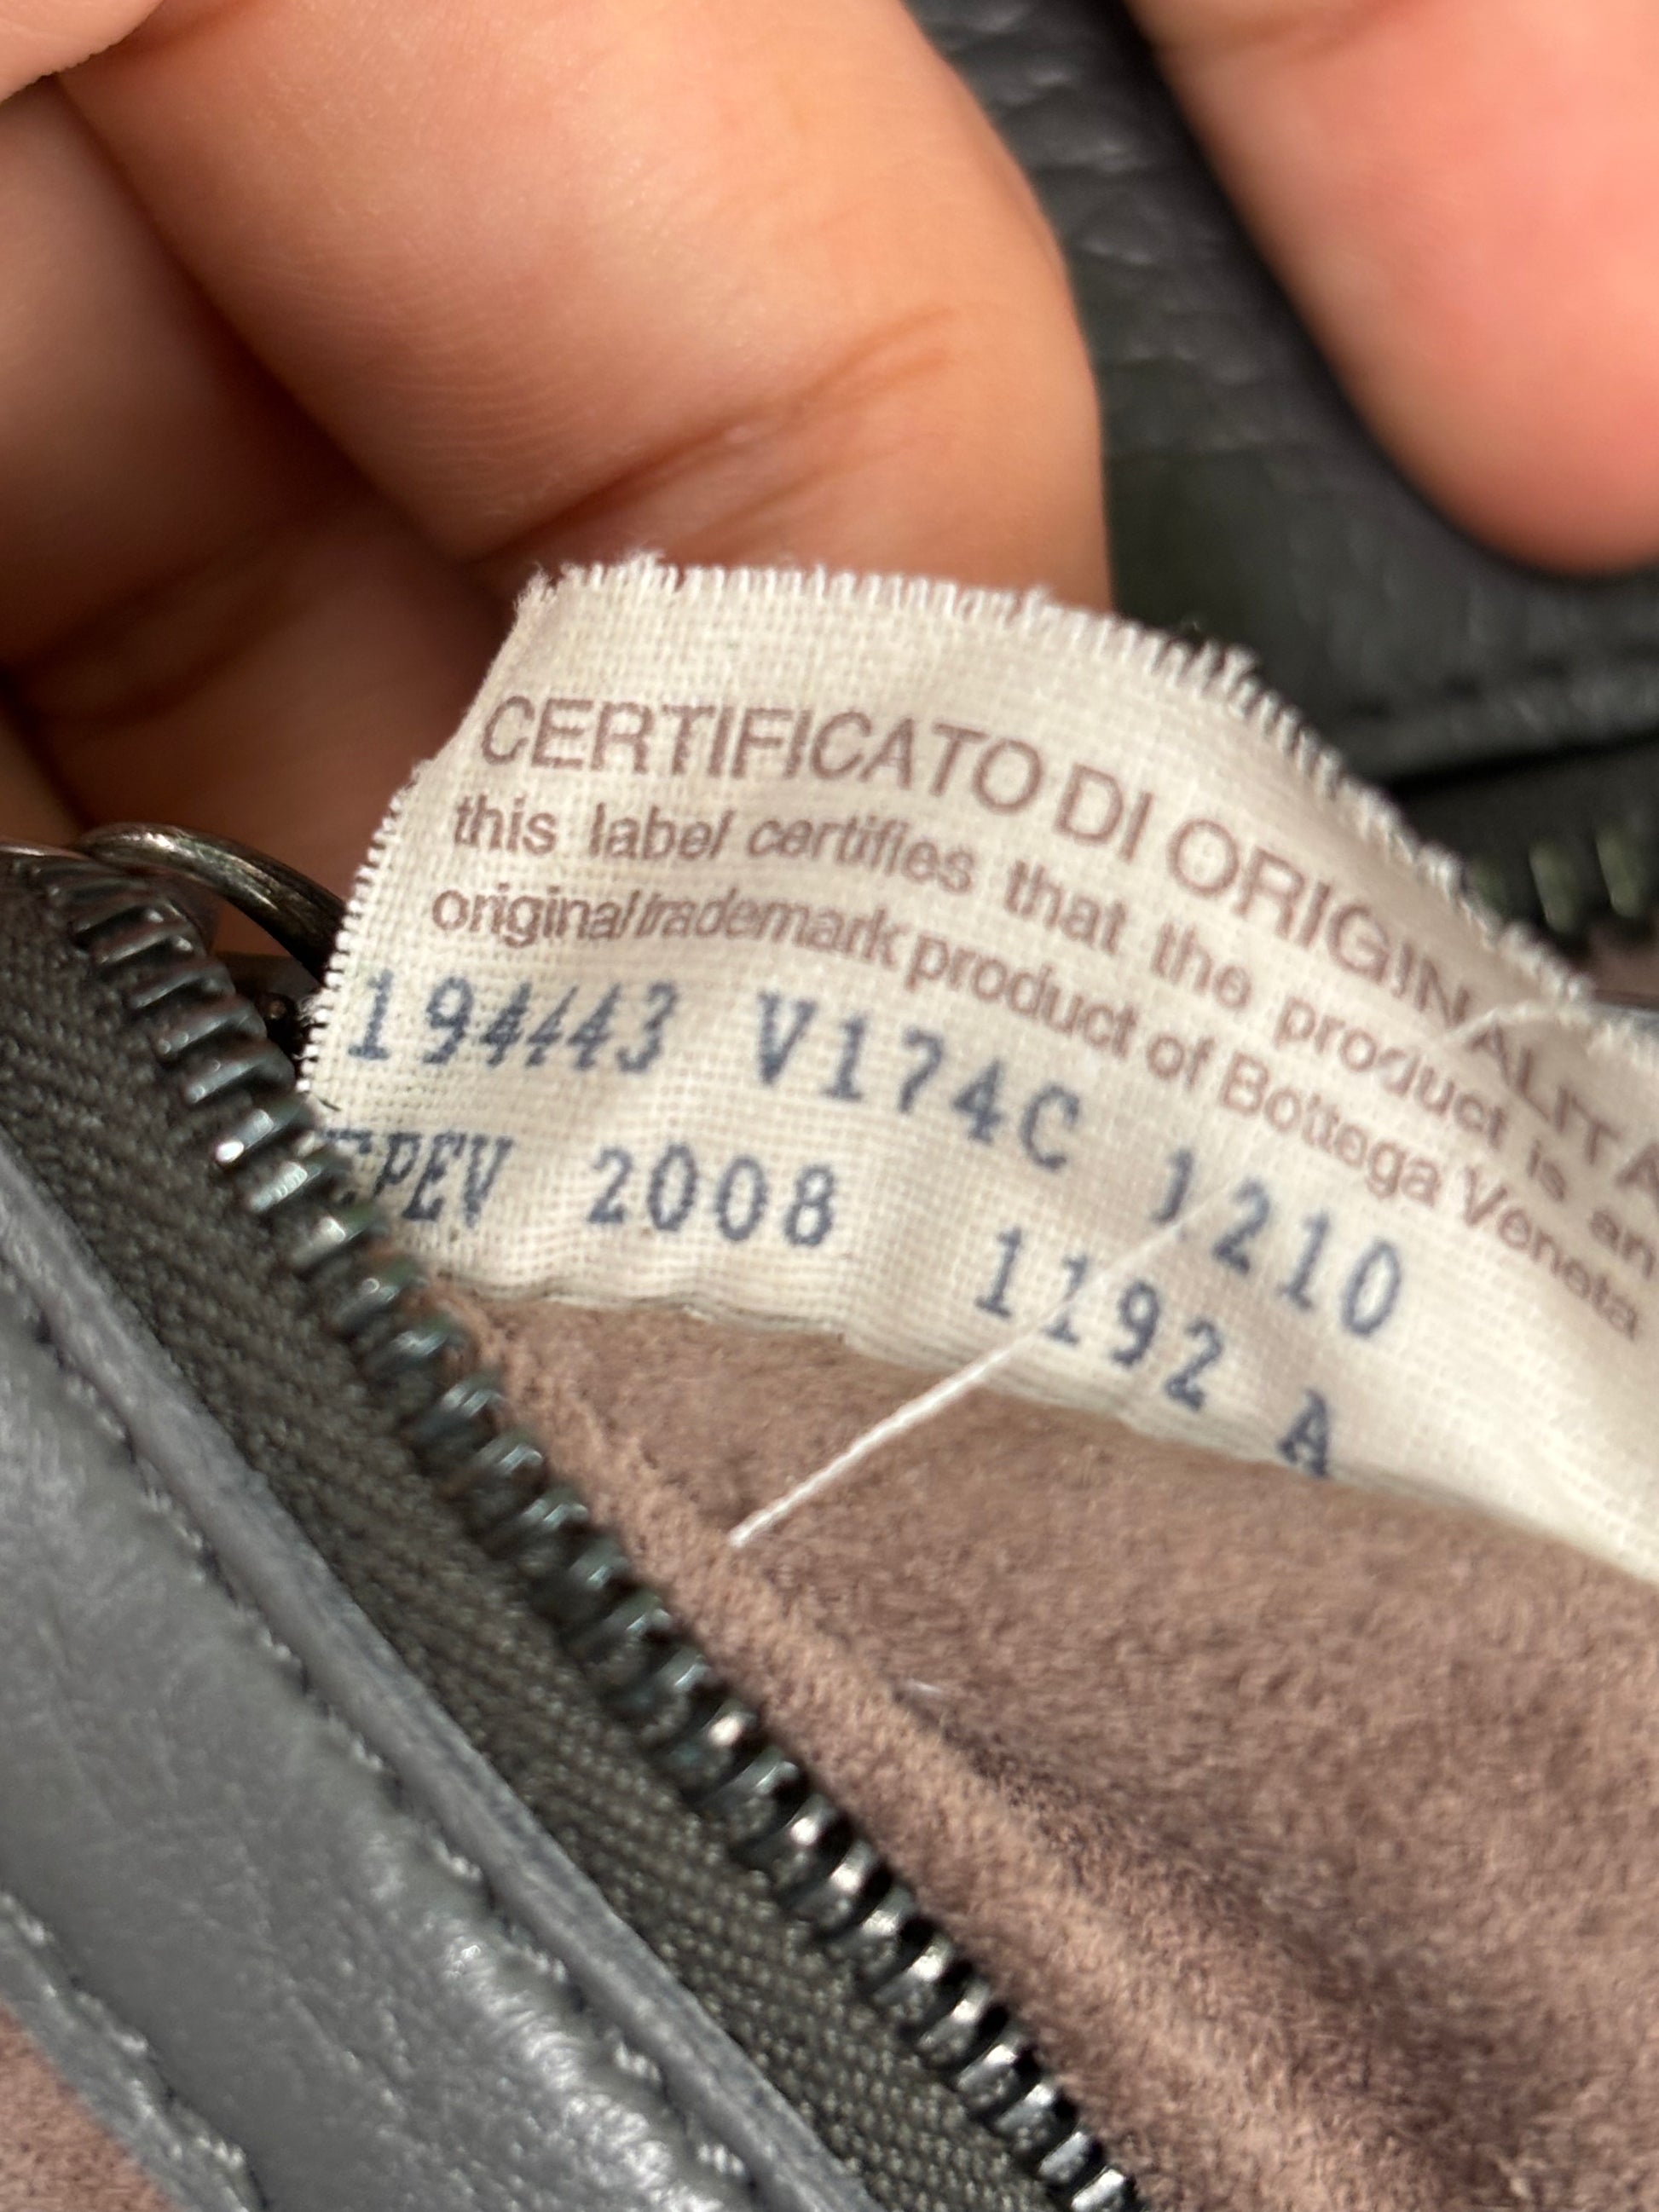 CERTIFICATO DI ORIGINALITA
this label certifies that the product is an
original trademark product of Bottega Veneta
194443 V174C 1210
2008 1192 A